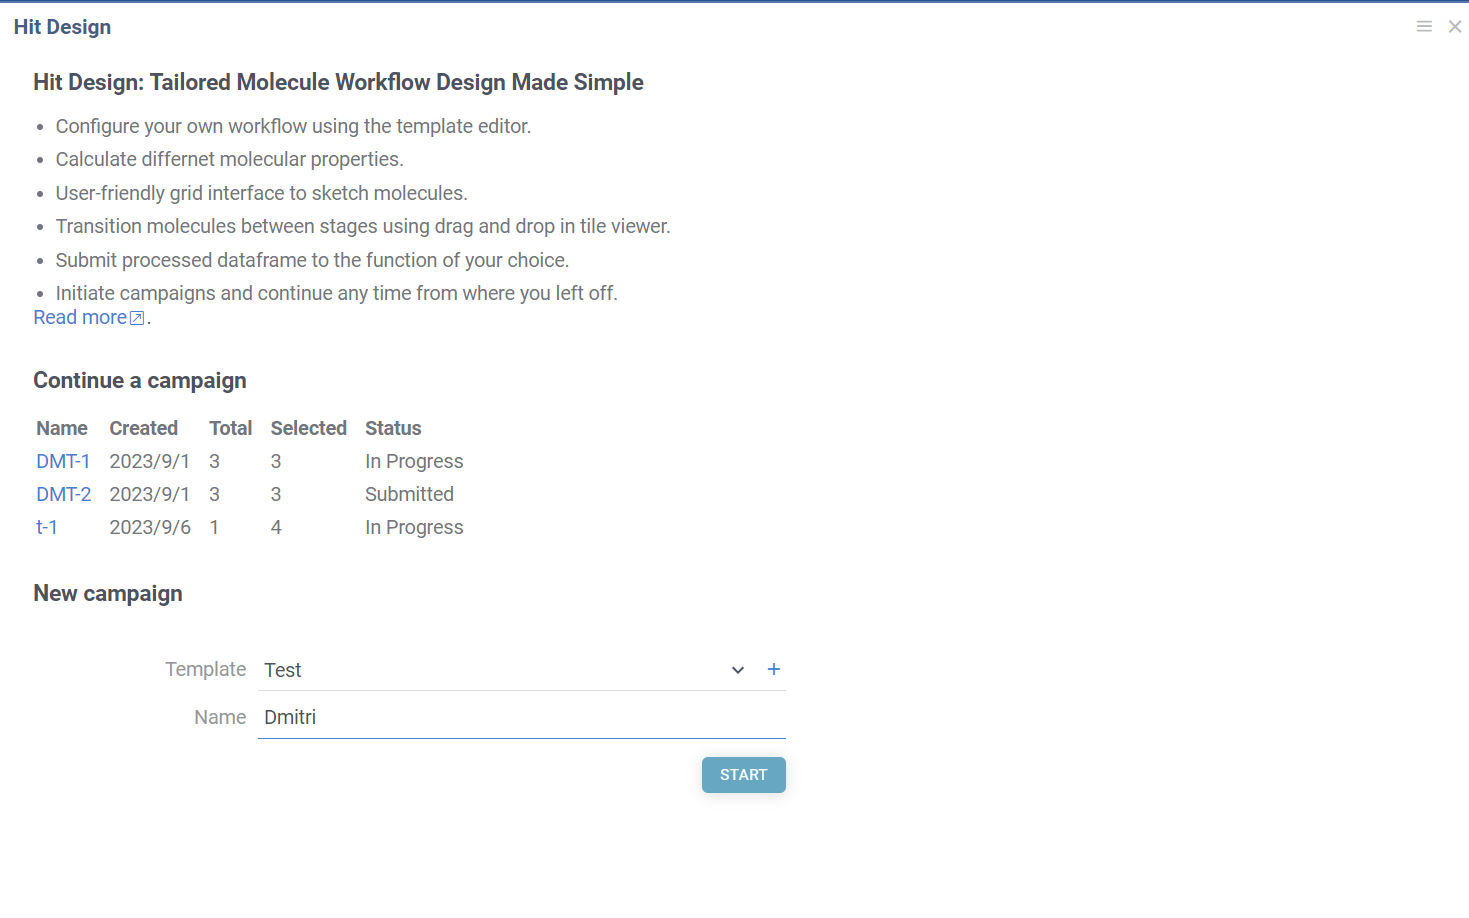 Hit Design
Hit Design: Tailored Molecule Workflow Design Made Simple
Configure your own workflow using the template editor.
Calculate differnet molecular properties.
User-friendly grid interface to sketch molecules.
Transition molecules between stages using drag and drop in tile viewer.
Submit processed dataframe to the function of your choice.
Initiate campaigns and continue any time from where you left off.
Read more.
Continue a campaign
Name Created Total Selected Status
DMT-1 2023/9/1 3 3 In Progress
DMT-2 2023/9/1 3 3 Submitted
t-1 2023/9/6 1 4 In Progress
New campaign
Template Test
Name Dmitri
START